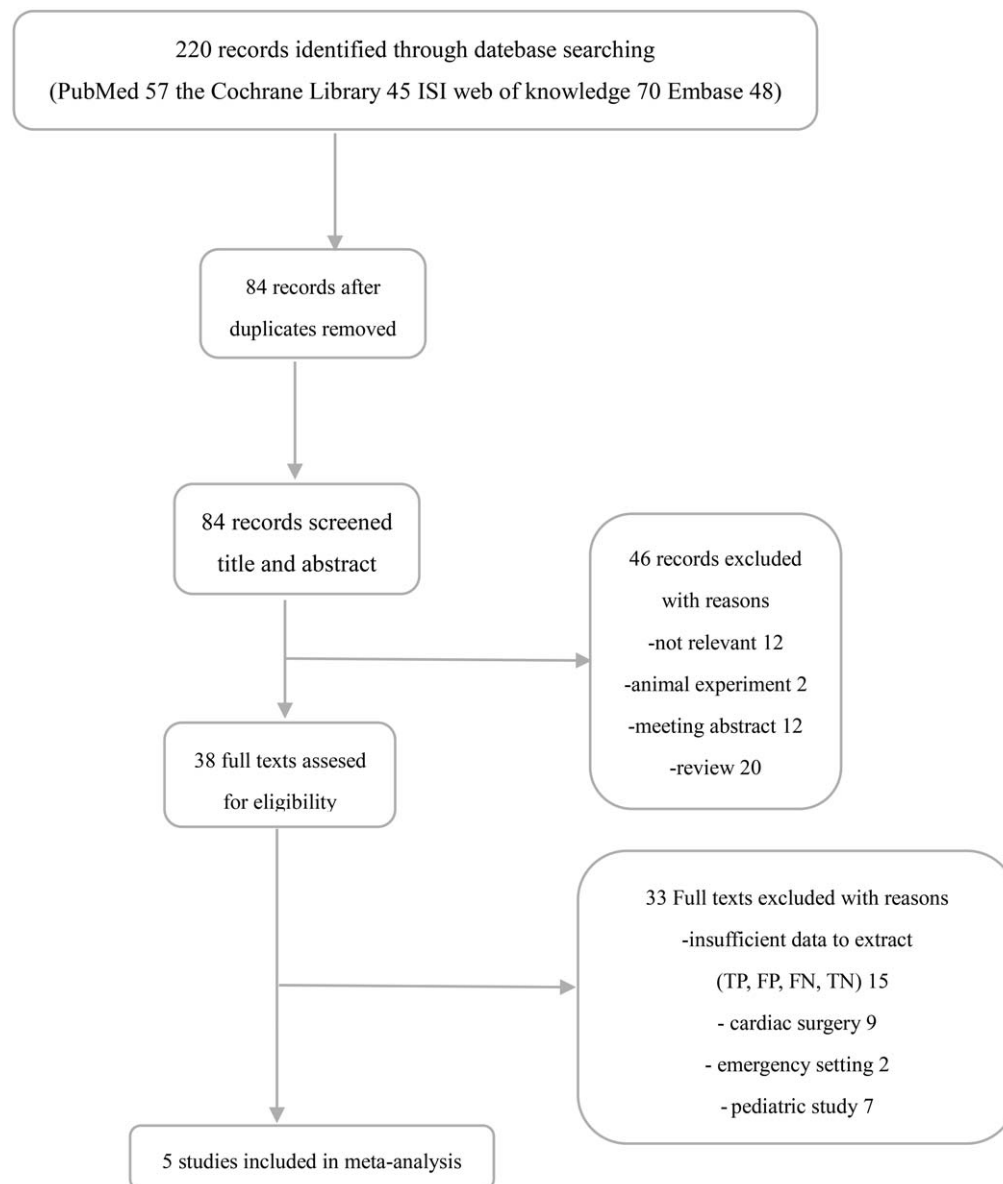 220 records identified through datebase searching
(PubMed 57 the Cochrane Library 45 ISI web of knowledge 70 Embase 48)
84 records after
duplicates removed
84 records screened
title and abstract
46 records excluded
with reasons
-not relevant 12
-animal experiment 2
-meeting abstract 12
-review 20
38 full texts assesed
for eligibility
33 Full texts excluded with reasons
-insufficient data to extract
(TP, FP, FN, TN) 15
- cardiac surgery 9
- emergency setting 2
- pediatric study 7
5 studies included in meta-analysis